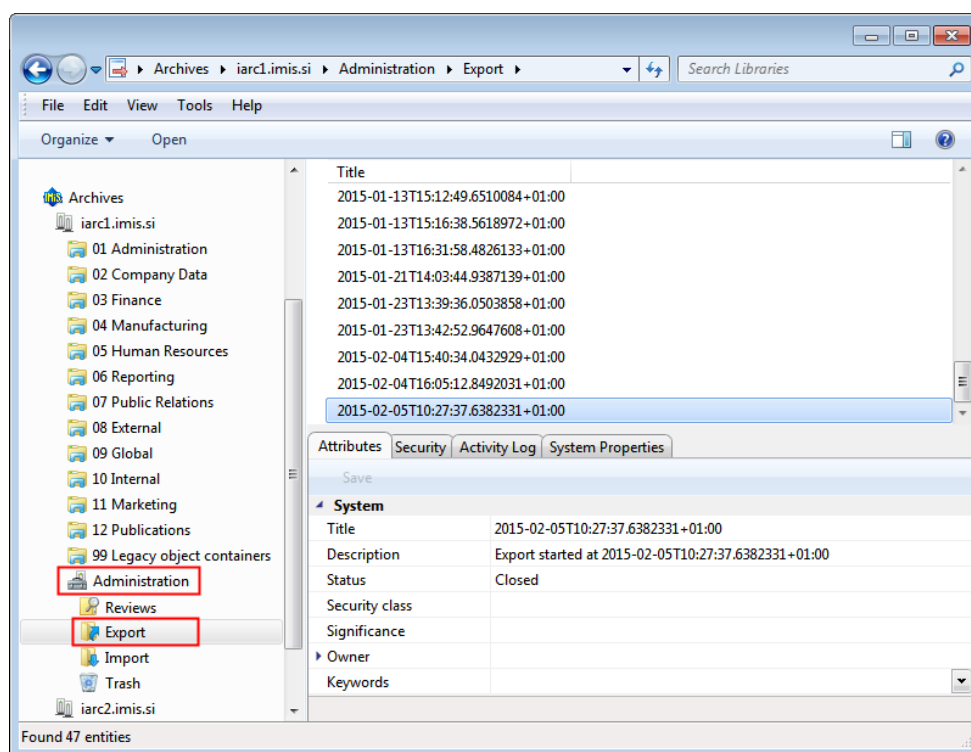 Archives iarc1.imis.si Administration Export Search Libraries
File Edit View Tools Help
Organize Open
Archives
iarc1.imis.si
01 Administration
02 Company Data
03 Finance
04 Manufacturing
05 Human Resources
06 Reporting
07 Public Relations
08 External
09 Global
10 Internal
11 Marketing
12 Publications
99 Legacy object containers
Administration
Reviews
Export
Import
Trash
iarc2.imis.si
Title
2015-01-13T15:12:49.6510084+01:00
2015-01-13T15:16:38.5618972+01:00
2015-01-13T16:31:58.4826133+01:00
2015-01-21T14:03:44.9387139+01:00
2015-01-23T13:39:36.0503858+01:00
2015-01-23T13:42:52.9647608+01:00
2015-02-04T15:40:34.0432929+01:00
2015-02-04T16:05:12.8492031+01:00
2015-02-05T10:27:37.6382331+01:00
Attributes Security Activity Log System Properties
Save
System
Title 2015-02-05T10:27:37.6382331+01:00
Description Export started at 2015-02-05T10:27:37.6382331+01:00
Status Closed
Security class
Significance
Owner
Keywords
Found 47 entities